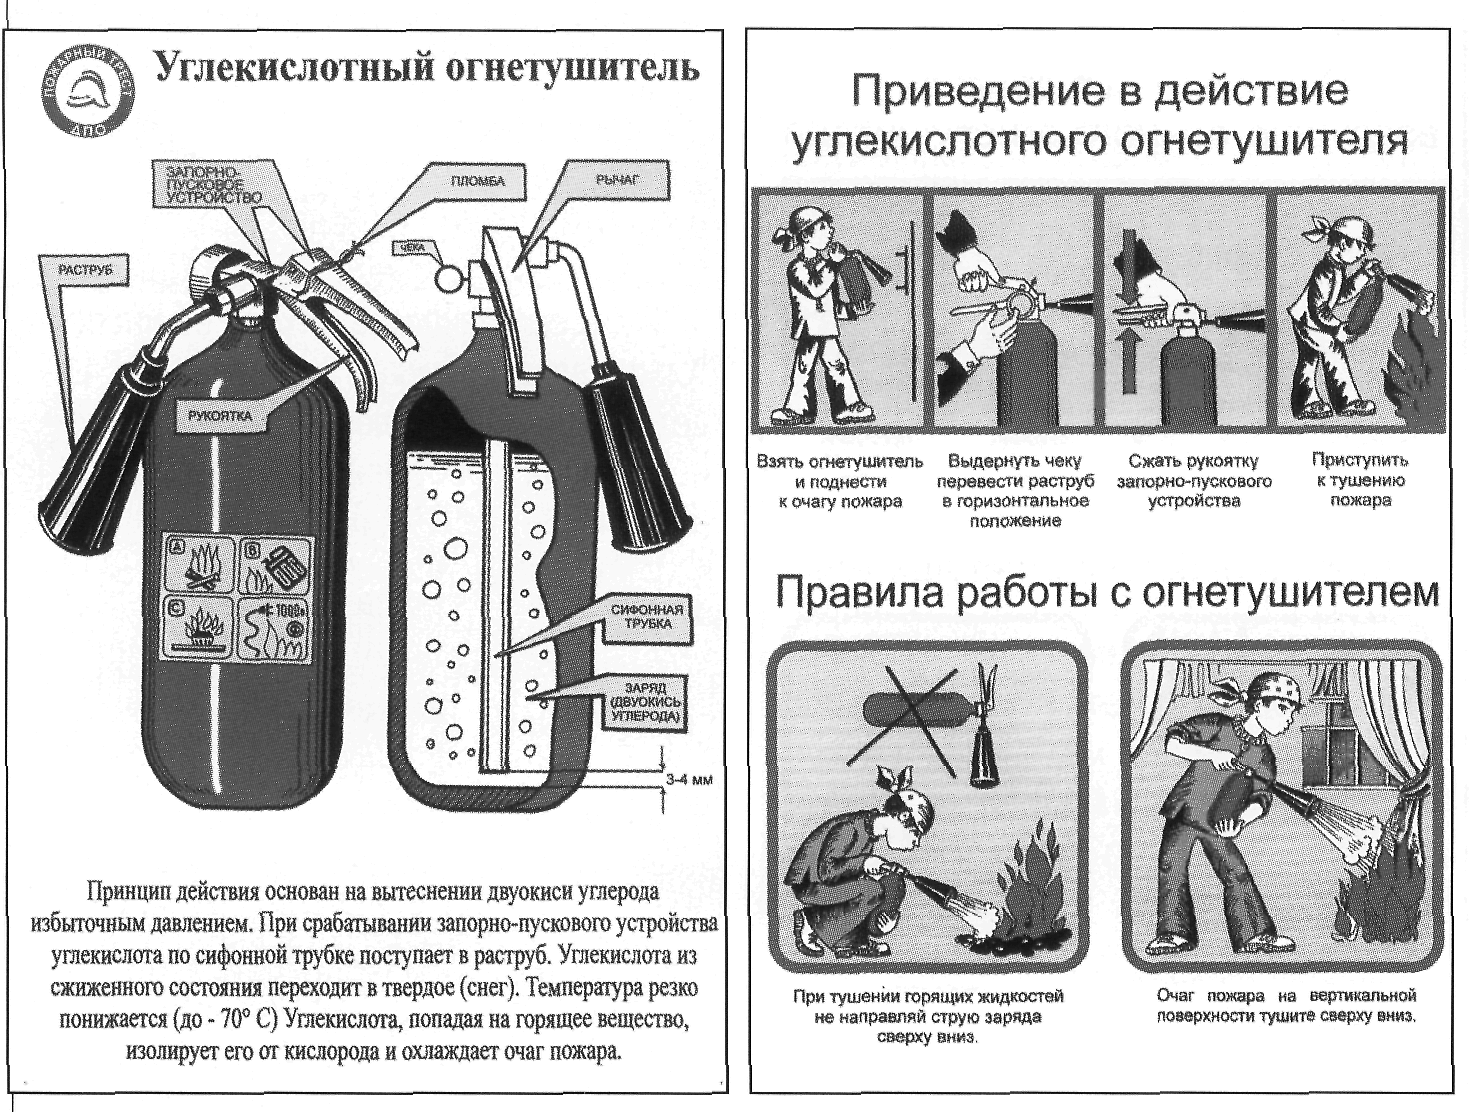 ПОЖАРНЫЙ ТРЕСТ
ДПО
Углекислотный огнетушитель
ЗАПОРНО-
ПУСКОВОЕ
УСТРОЙСТВО
ПЛОМБА
РЫЧАГ
ЧЕКА
РАСТРУБ
РУКОЯТКА
A
B
C
1000в
СИФОННАЯ
ТРУБКА
ЗАРЯД
(ДВУОКИСЬ
УГЛЕРОДА)
3-4 мм
Принцип действия основан на вытеснении двуокиси углерода
избыточным давлением. При срабатывании запорно-пускового устройства
углекислота по сифонной трубке поступает в раструб. Углекислота из
сжиженного состояния переходит в твердое (снег). Температура резко
понижается (до - 70° С) Углекислота, попадая на горящее вещество,
изолирует его от кислорода и охлаждает очаг пожара.
Приведение в действие
углекислотного огнетушителя
Взять огнетушитель
и поднести
к очагу пожара
Выдернуть чеку
перевести раструб
в горизонтальное
положение
Сжать рукоятку
запорно-пускового
устройства
Приступить
к тушению
пожара
Правила работы с огнетушителем
При тушении горящих жидкостей
не направляй струю заряда
сверху вниз.
Очаг пожара на вертикальной
поверхности тушите сверху вниз.